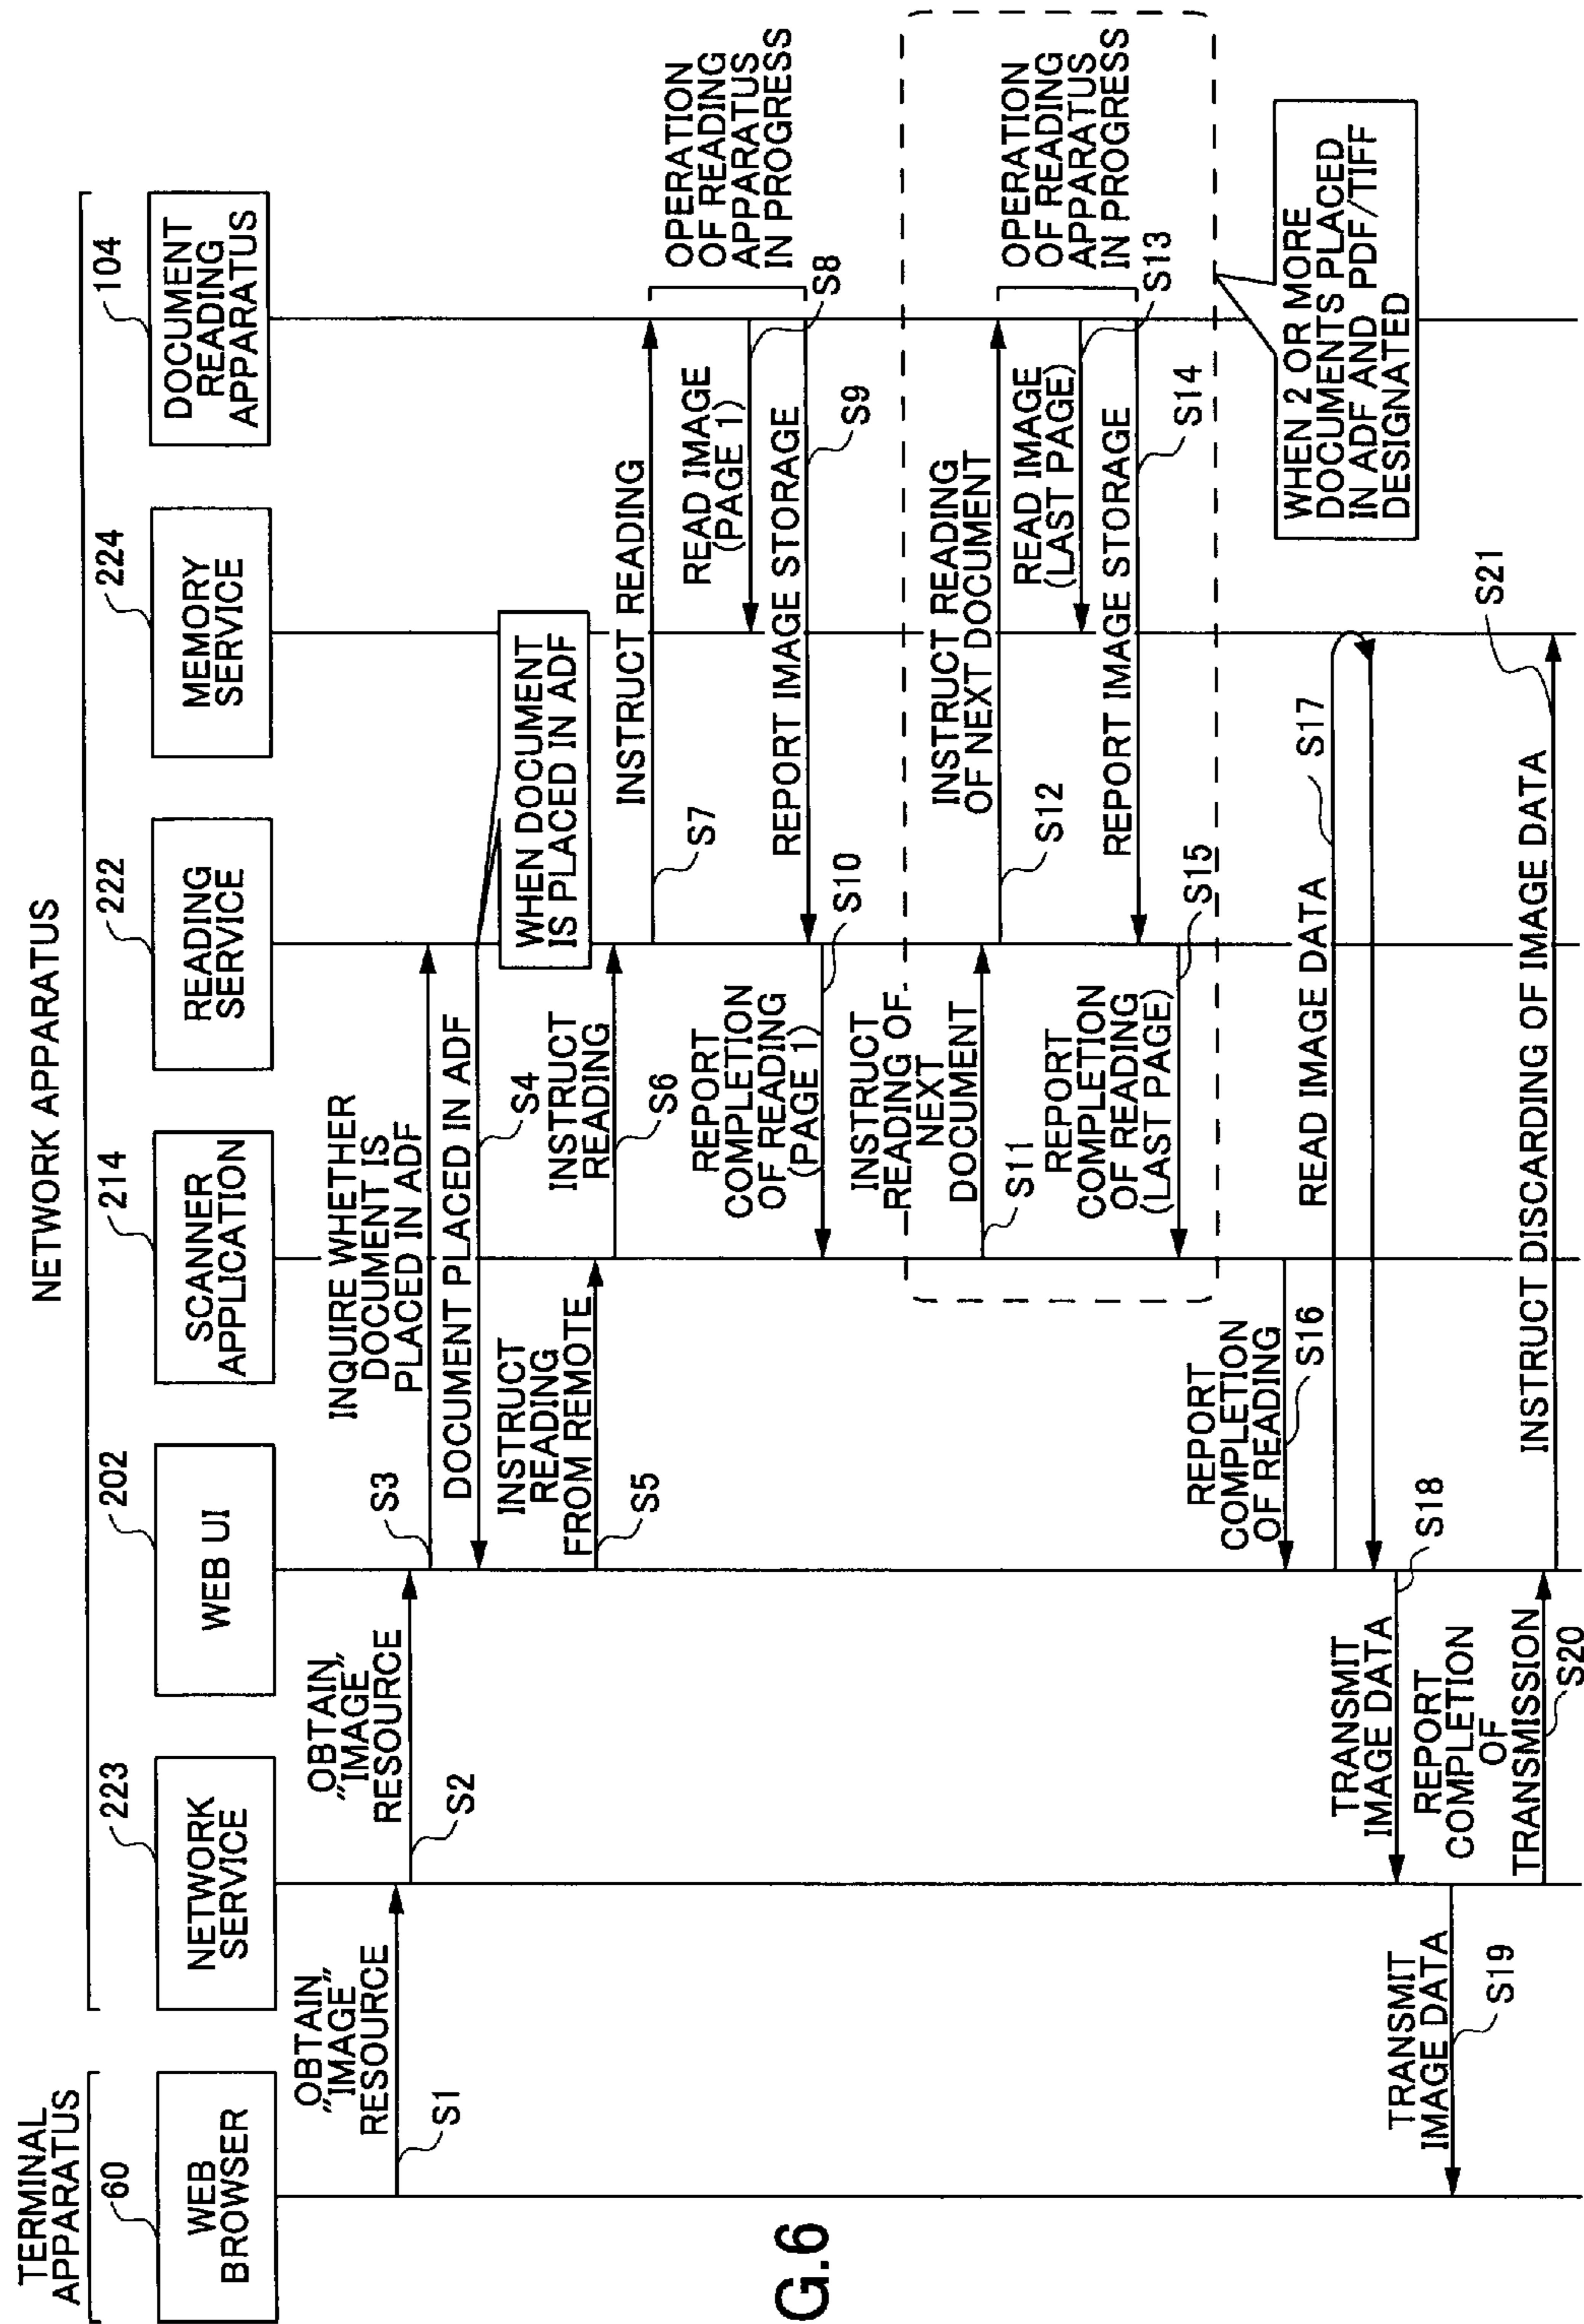 TERMINAL
APPARATUS
NETWORK APPARATUS
60
223
202
214
222
224
104
WEB
BROWSER
NETWORK
SERVICE
WEB UI
SCANNER
APPLICATION
READING
SERVICE
MEMORY
SERVICE
DOCUMENT
READING
APPARATUS
"OBTAIN"
"IMAGE"
RESOURCE
S1
"OBTAIN"
"IMAGE
RESOURCE
S2
INQUIRE WHETHER
DOCUMENT IS
PLACED IN ADF
S3
DOCUMENT PLACED IN ADF
S4
WHEN DOCUMENT
IS PLACED IN ADF
INSTRUCT
READING
FROM REMOTE
S5
INSTRUCT
READING
S6
INSTRUCT READING
S7
OPERATION
OF READING
APPARATUS
IN PROGRESS
READ IMAGE
(PAGE 1)
S8
REPORT IMAGE STORAGE
S9
REPORT
COMPLETION
OF READING
(PAGE 1)
S10
INSTRUCT
READING OF
NEXT
DOCUMENT
S11
INSTRUCT READING
OF NEXT DOCUMENT
S12
OPERATION
OF READING
APPARATUS
IN PROGRESS
READ IMAGE
(LAST PAGE)
S13
REPORT IMAGE STORAGE
S14
REPORT
COMPLETION
OF READING
(LAST PAGE)
S15
WHEN 2 OR MORE
DOCUMENTS PLACED
IN ADF AND PDF/TIFF
DESIGNATED
REPORT
COMPLETION
OF READING
S16
READ IMAGE DATA
S17
TRANSMIT
IMAGE DATA
S18
TRANSMIT
IMAGE DATA
S19
REPORT
COMPLETION
OF
TRANSMISSION
S20
INSTRUCT DISCARDING OF IMAGE DATA
S21
G.6